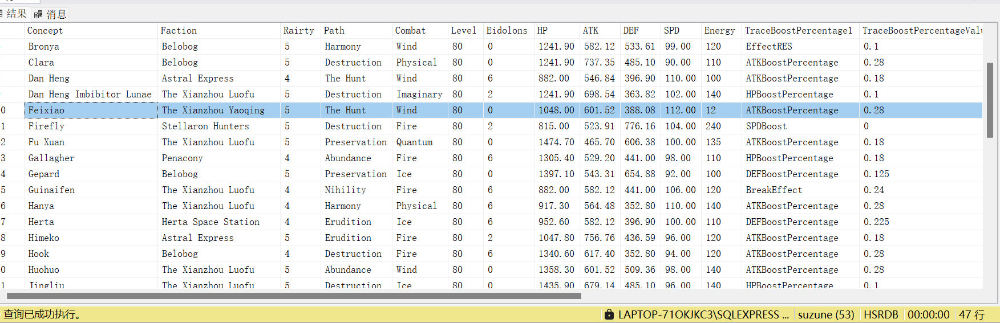 结果 消息
Concept Faction Rairty Path Combat Level Eidolons HP ATK DEF SPD Energy TraceBoostPercentage1 TraceBoostPercentageValu
Bronya Belobog 5 Harmony Wind 80 0 1241.90 582.12 533.61 99.00 120 EffectRES 0.1
Clara Belobog 5 Destruction Physical 80 0 1241.90 737.35 485.10 90.00 110 ATKBoostPercentage 0.28
Dan Heng Astral Express 4 The Hunt Wind 80 6 882.00 546.84 396.90 110.00 100 ATKBoostPercentage 0.18
Dan Heng Imbibitor Lunae The Xianzhou Luofu 5 Destruction Imaginary 80 2 1241.90 698.54 363.82 102.00 140 HPBoostPercentage 0.1
0 Feixiao The Xianzhou Yaoqing 5 The Hunt Wind 80 0 1048.00 601.52 388.08 112.00 12 ATKBoostPercentage 0.28
1 Firefly Stellaron Hunters 5 Destruction Fire 80 2 815.00 523.91 776.16 104.00 240 SPDBoost 0
2 Fu Xuan The Xianzhou Luofu 5 Preservation Quantum 80 0 1474.70 465.70 606.38 100.00 135 ATKBoostPercentage 0.18
3 Gallagher Penacony 4 Abundance Fire 80 6 1305.40 529.20 441.00 98.00 110 HPBoostPercentage 0.18
4 Gepard Belobog 5 Preservation Ice 80 0 1397.10 543.31 654.88 92.00 100 DEFBoostPercentage 0.125
5 Guinaifen The Xianzhou Luofu 4 Nihility Fire 80 6 882.00 582.12 441.00 106.00 120 BreakEffect 0.24
6 Hanya The Xianzhou Luofu 4 Harmony Physical 80 6 917.30 564.48 352.80 110.00 140 ATKBoostPercentage 0.28
7 Herta Herta Space Station 4 Erudition Ice 80 6 952.60 582.12 396.90 100.00 110 DEFBoostPercentage 0.225
8 Himeko Astral Express 5 Erudition Fire 80 2 1047.80 756.76 436.59 96.00 120 ATKBoostPercentage 0.18
9 Hook Belobog 4 Destruction Fire 80 6 1340.60 617.40 352.80 94.00 120 ATKBoostPercentage 0.28
0 Huohuo The Xianzhou Luofu 5 Abundance Wind 80 0 1358.30 601.52 509.36 98.00 140 ATKBoostPercentage 0.28
1 Jingliu The Xianzhou Luofu 5 Destruction Ice 80 0 1435.90 679.14 485.10 96.00 140 HPBoostPercentage 0.1
查询已成功执行。 LAPTOP-71OKJKC3\SQLEXPRESS ... suzune (53) HSRDB 00:00:00 47 行